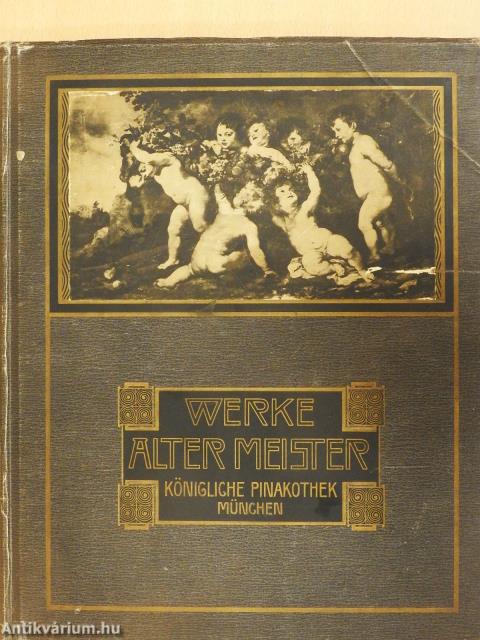 WERKE
ALTER MEISTER
KÖNIGLICHE PINAKOTHEK
MÜNCHEN
Antikvárium.hu